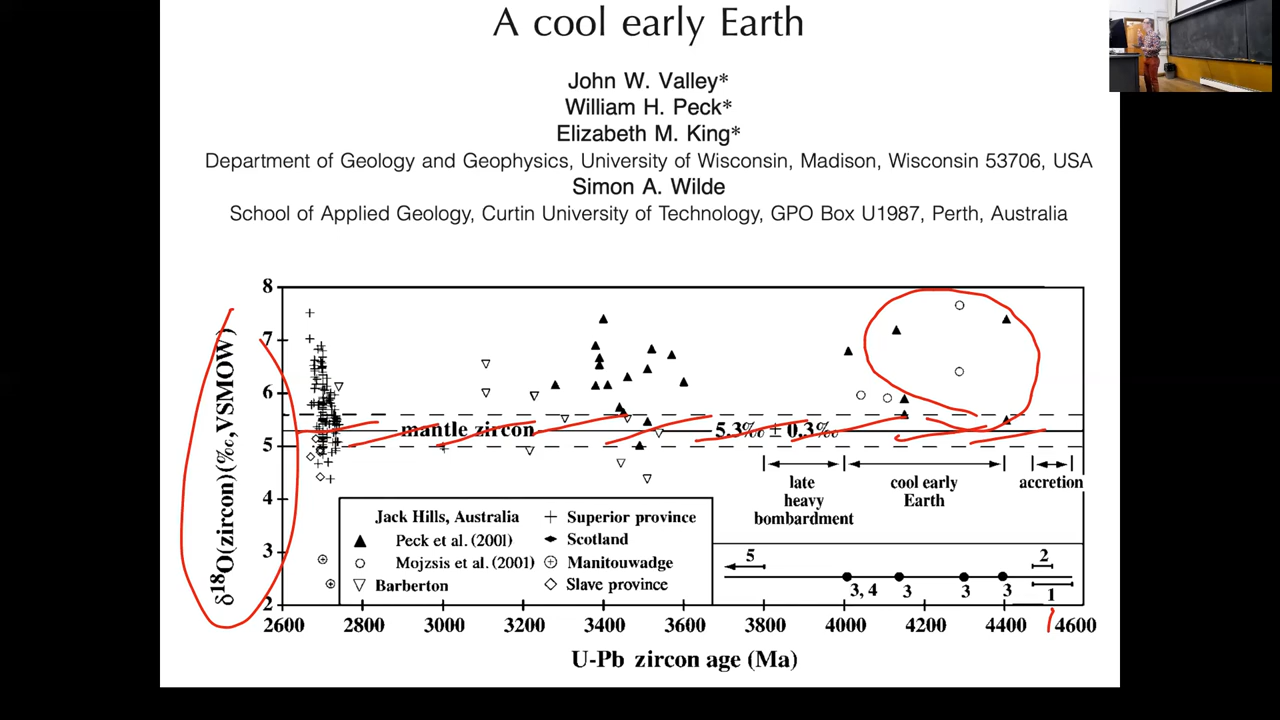 A cool early Earth
John W. Valley*
William H. Peck*
Elizabeth M. King*
Department of Geology and Geophysics, University of Wisconsin, Madison, Wisconsin 53706, USA
Simon A. Wilde
School of Applied Geology, Curtin University of Technology, GPO Box U1987, Perth, Australia
δ18O(zircon)(‰,VSMOW)
8
7
6
5
4
3
2
mantle zircon 5.3‰ ± 0.3‰
late heavy bombardment
cool early Earth
accretion
Jack Hills, Australia
Peck et al. (2001)
Mojzsis et al. (2001)
Barberton
Superior province
Scotland
Manitouwadge
Slave province
5
2
3, 4
3
3
3
1
2600 2800 3000 3200 3400 3600 3800 4000 4200 4400 4600
U-Pb zircon age (Ma)